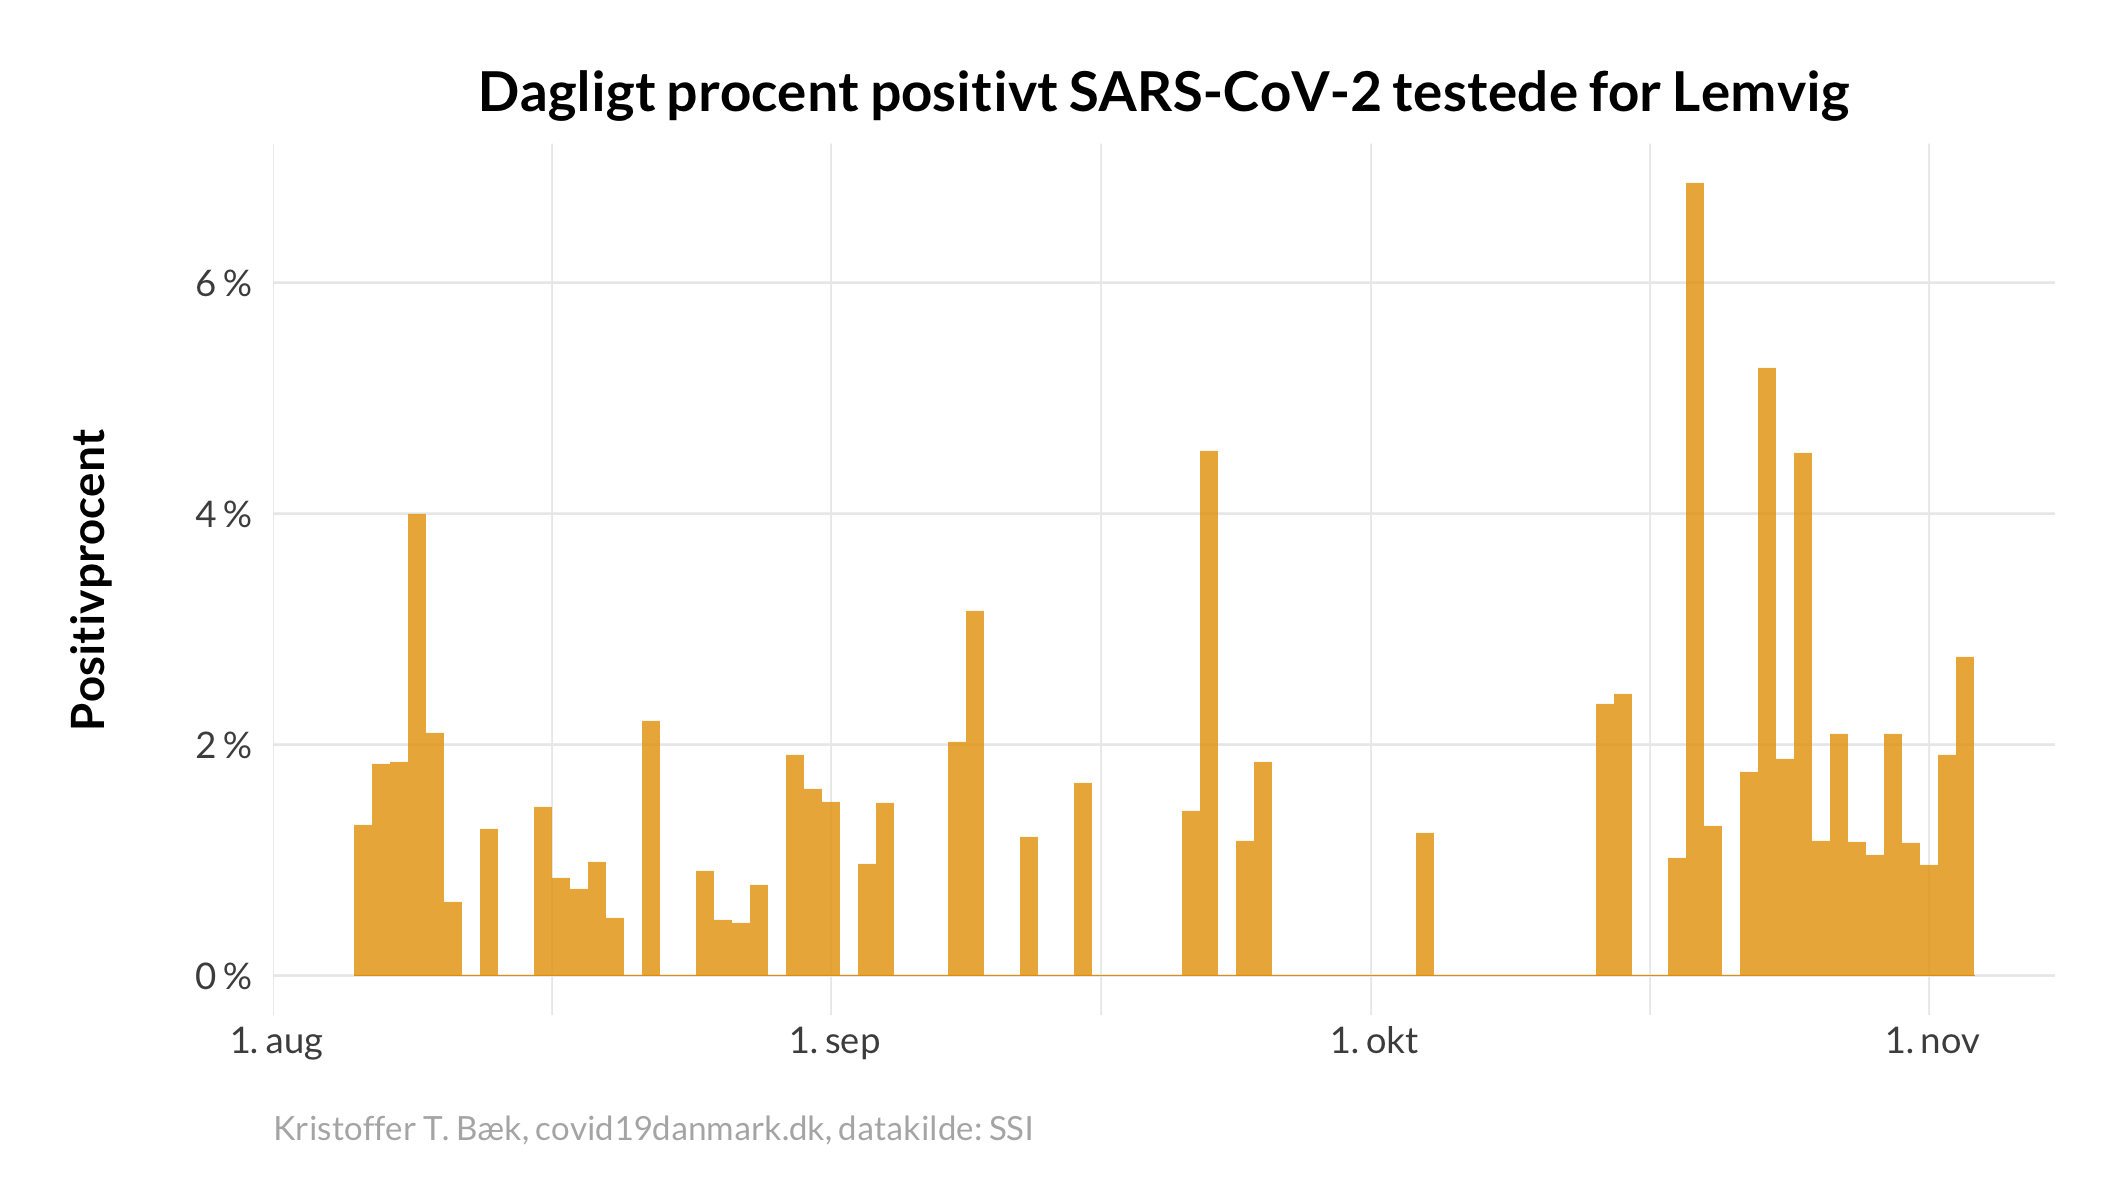 Dagligt procent positivt SARS-CoV-2 testede for Lemvig
Positivprocent
6 %
4 %
2 %
0 %
1. aug
1. sep
1. okt
1. nov
Kristoffer T. Bæk, covid19danmark.dk, datakilde: SSI